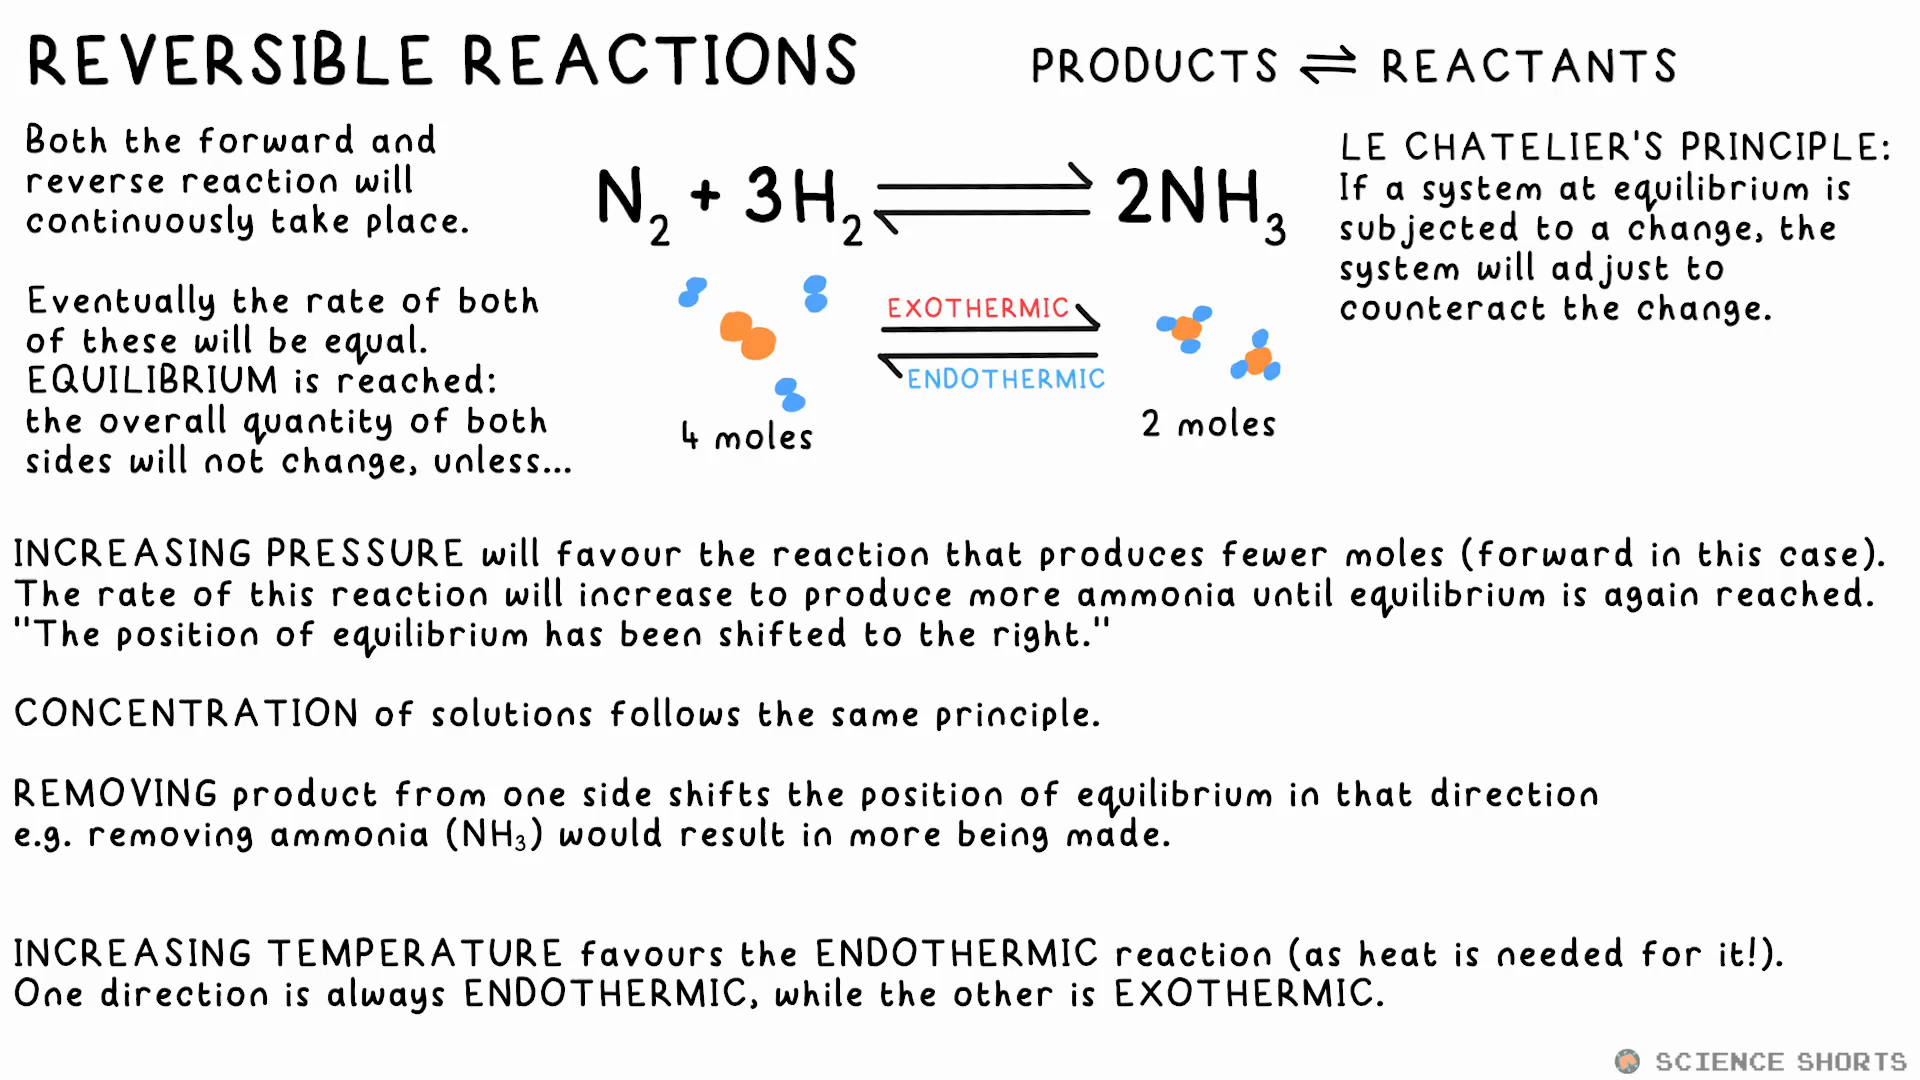 REVERSIBLE REACTIONS
PRODUCTS ⇌ REACTANTS
Both the forward and
reverse reaction will
continuously take place.
Eventually the rate of both
of these will be equal.
EQUILIBRIUM is reached:
the overall quantity of both
sides will not change, unless...
N₂ + 3H₂ ⇌ 2NH₃
EXOTHERMIC
ENDOTHERMIC
4 moles
2 moles
LE CHATELIER'S PRINCIPLE:
If a system at equilibrium is
subjected to a change, the
system will adjust to
counteract the change.
INCREASING PRESSURE will favour the reaction that produces fewer moles (forward in this case).
The rate of this reaction will increase to produce more ammonia until equilibrium is again reached.
"The position of equilibrium has been shifted to the right."
CONCENTRATION of solutions follows the same principle.
REMOVING product from one side shifts the position of equilibrium in that direction
e.g. removing ammonia (NH₃) would result in more being made.
INCREASING TEMPERATURE favours the ENDOTHERMIC reaction (as heat is needed for it!).
One direction is always ENDOTHERMIC, while the other is EXOTHERMIC.
SCIENCE SHORTS